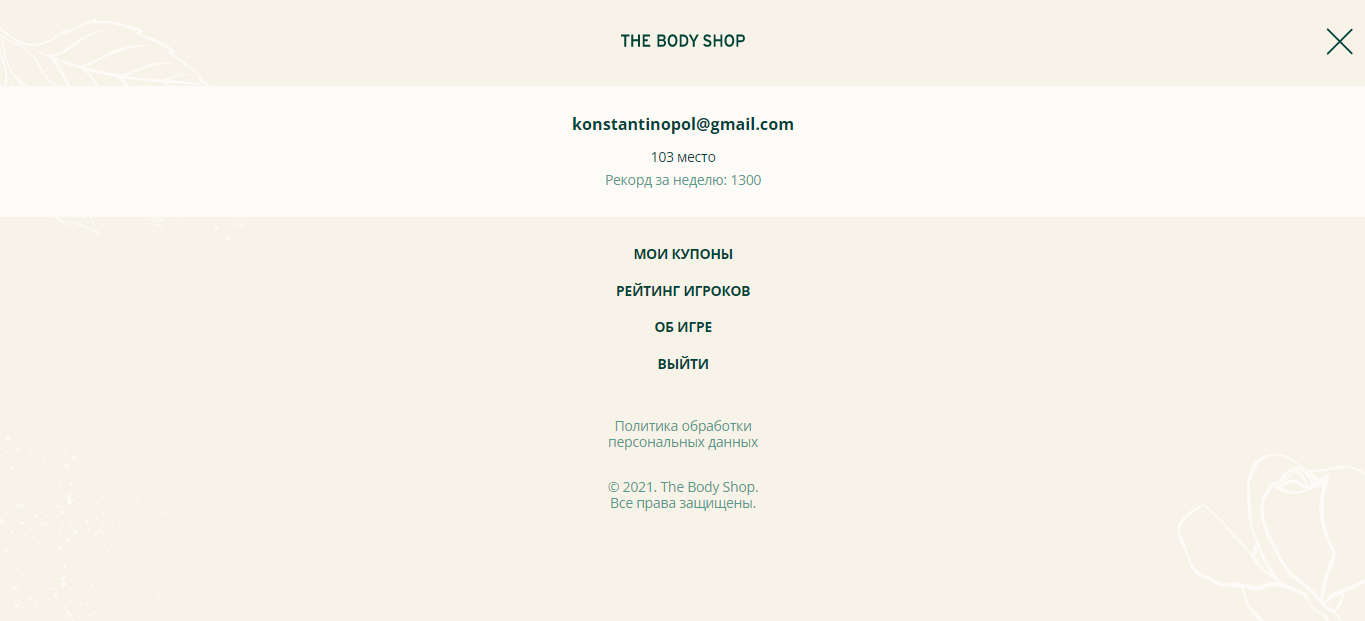 THE BODY SHOP
konstantinopol@gmail.com
103 место
Рекорд за неделю: 1300
МОИ КУПОНЫ
РЕЙТИНГ ИГРОКОВ
ОБ ИГРЕ
ВЫЙТИ
Политика обработки
персональных данных
© 2021. The Body Shop.
Все права защищены.